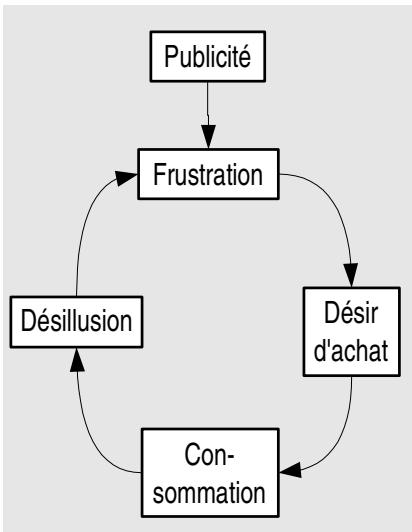 Publicité
Frustration
Désir
d'achat
Con-
sommation
Désillusion